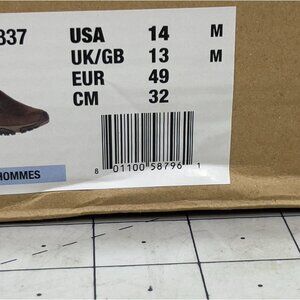 337 USA 14 M
UK/GB 13 M
EUR 49
CM 32
8 01100 58796 1
HOMMES